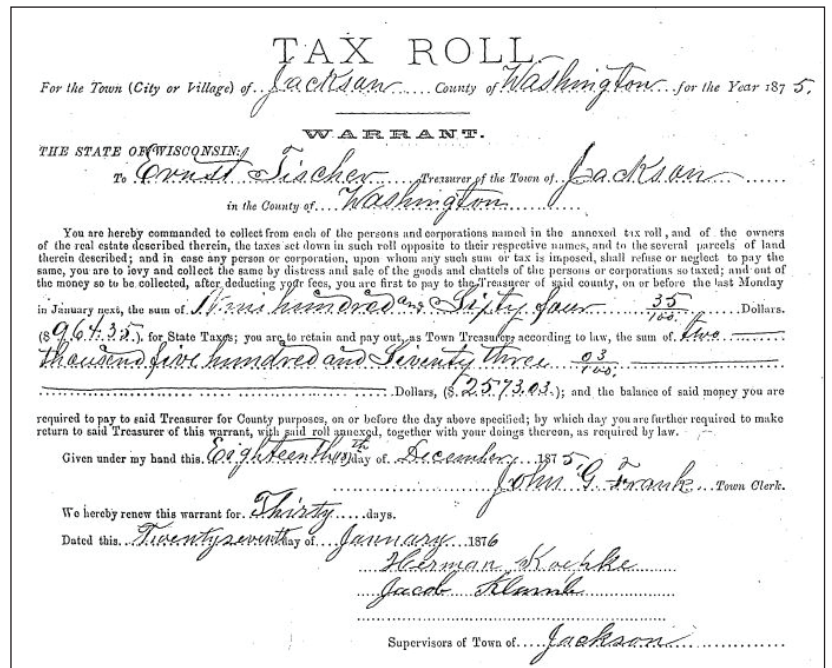 TAX ROLL.
For the Town (City or Village) of Jackson County of Washington for the Year 1875.
WARRANT.
THE STATE OF WISCONSIN:
To Ernst Tischer Treasurer of the Town of Jackson
in the County of Washington
You are hereby commanded to collect from each of the persons and corporations named in the annexed tax roll, and of the owners
of the real estate described therein, the taxes set down in such roll opposite to their respective names, and to the several parcels of land
therein described; and in case any person or corporation, upon whom any such sum or tax is imposed, shall refuse or neglect to pay the
same, you are to levy and collect the same by distress and sale of the goods and chattels of the persons or corporations so taxed; and out of
the money so to be collected, after deducting your fees, you are first to pay to the Treasurer of said county, on or before the last Monday
in January next, the sum of Nine hundred and Sixty four 35/100 Dollars.
($964.35.), for State Taxes; you are to retain and pay out, as Town Treasurer, according to law, the sum of two
thousand five hundred and Seventy three 03/100.
Dollars, ($2573.03.); and the balance of said money you are
required to pay to said Treasurer for County purposes, on or before the day above specified; by which day you are further required to make
return to said Treasurer of this warrant, with said roll annexed, together with your doings thereon, as required by law.
Given under my hand this Eighteenth day of December, 1875.
John G. Frank Town Clerk.
We hereby renew this warrant for Thirty days.
Dated this Twentyseventh day of January 1876
Herman Koepke
Jacob Klumb
Supervisors of Town of Jackson